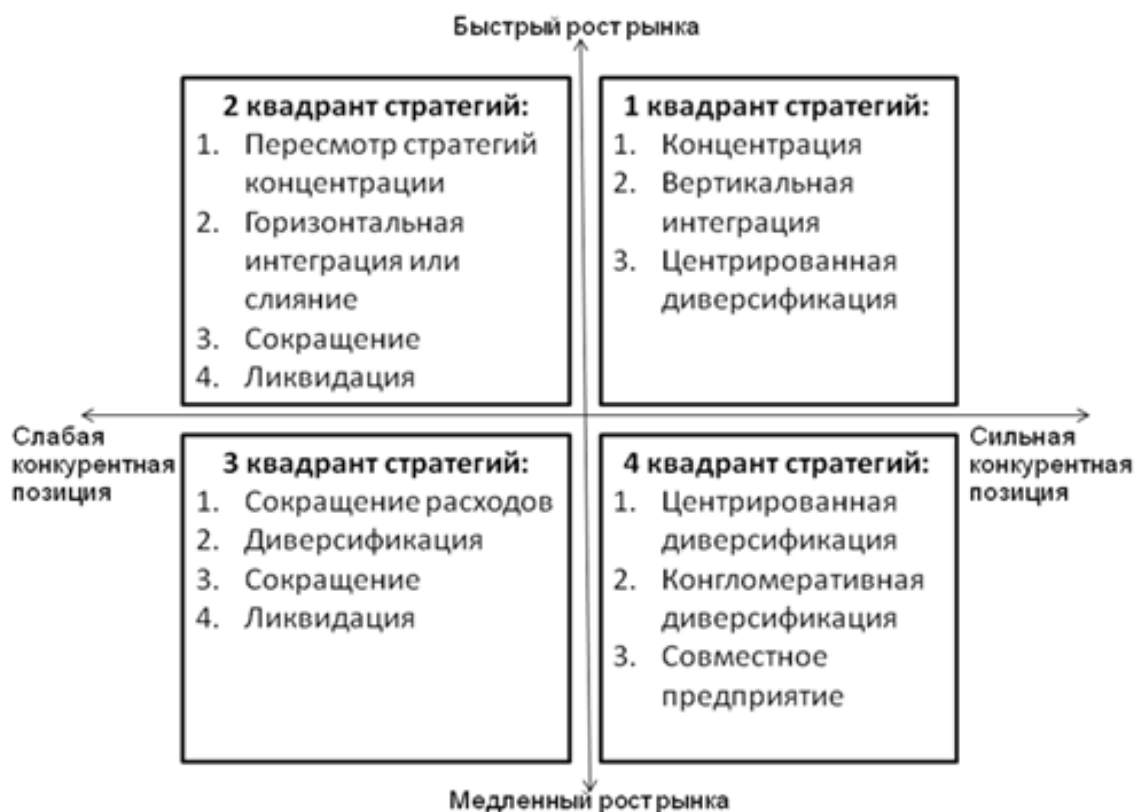 Быстрый рост рынка
2 квадрант стратегий:
1. Пересмотр стратегий
концентрации
2. Горизонтальная
интеграция или
слияние
3. Сокращение
4. Ликвидация
1 квадрант стратегий:
1. Концентрация
2. Вертикальная
интеграция
3. Центрированная
диверсификация
Слабая
конкурентная
позиция
Сильная
конкурентная
позиция
3 квадрант стратегий:
1. Сокращение расходов
2. Диверсификация
3. Сокращение
4. Ликвидация
4 квадрант стратегий:
1. Центрированная
диверсификация
2. Конгломеративная
диверсификация
3. Совместное
предприятие
Медленный рост рынка